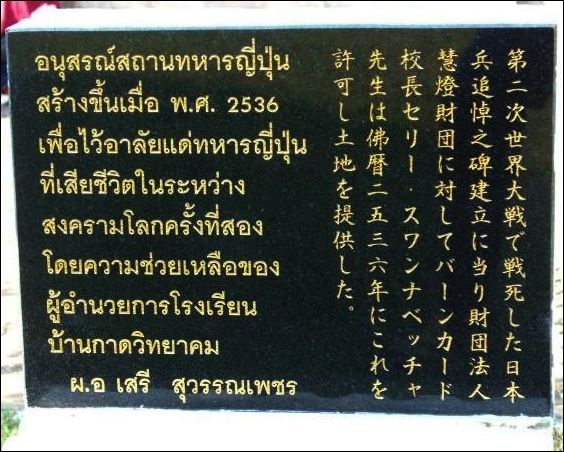 อนุสรณ์สถานทหารญี่ปุ่น
สร้างขึ้นเมื่อ พ.ศ. 2536
เพื่อไว้อาลัยแด่ทหารญี่ปุ่น
ที่เสียชีวิตในระหว่าง
สงครามโลกครั้งที่สอง
โดยความช่วยเหลือของ
ผู้อำนวยการโรงเรียน
บ้านกาดวิทยาคม
ผ.อ เสรี สุวรรณเพชร
第二次世界大戦で戦死した日本
兵追悼之碑建立に当り財団法人
慧燈財団に対してバーンカード
校長セリー・スワンナペッチャ
先生は佛暦二五三六年にこれを
許可し土地を提供した。